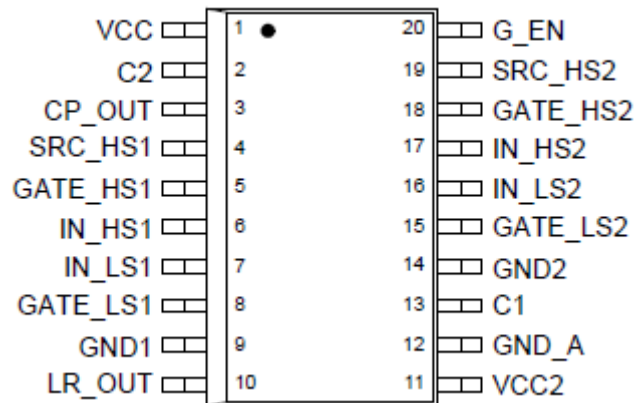 VCC 1 20 G_EN
C2 2 19 SRC_HS2
CP_OUT 3 18 GATE_HS2
SRC_HS1 4 17 IN_HS2
GATE_HS1 5 16 IN_LS2
IN_HS1 6 15 GATE_LS2
IN_LS1 7 14 GND2
GATE_LS1 8 13 C1
GND1 9 12 GND_A
LR_OUT 10 11 VCC2